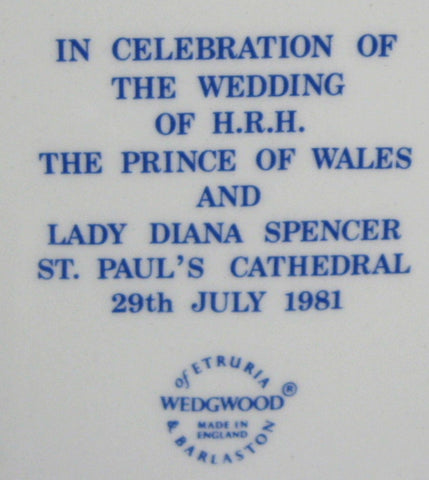 IN CELEBRATION OF
THE WEDDING
OF H.R.H.
THE PRINCE OF WALES
AND
LADY DIANA SPENCER
ST. PAUL'S CATHEDRAL
29th JULY 1981
of ETRURIA
WEDGWOOD®
MADE IN
ENGLAND
& BARLASTON